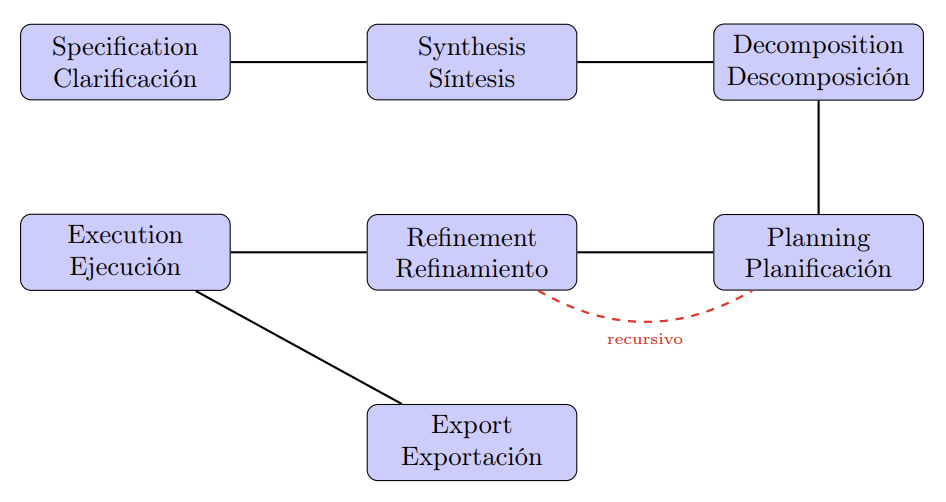 Specification
Clarificación
Synthesis
Síntesis
Decomposition
Descomposición
Execution
Ejecución
Refinement
Refinamiento
Planning
Planificación
recursivo
Export
Exportación